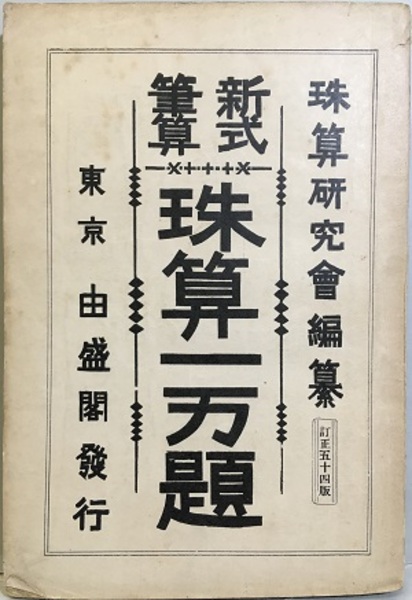 珠算研究會編纂
訂正五十四版
新式
筆算
珠算一万題
東京 由盛閣發行